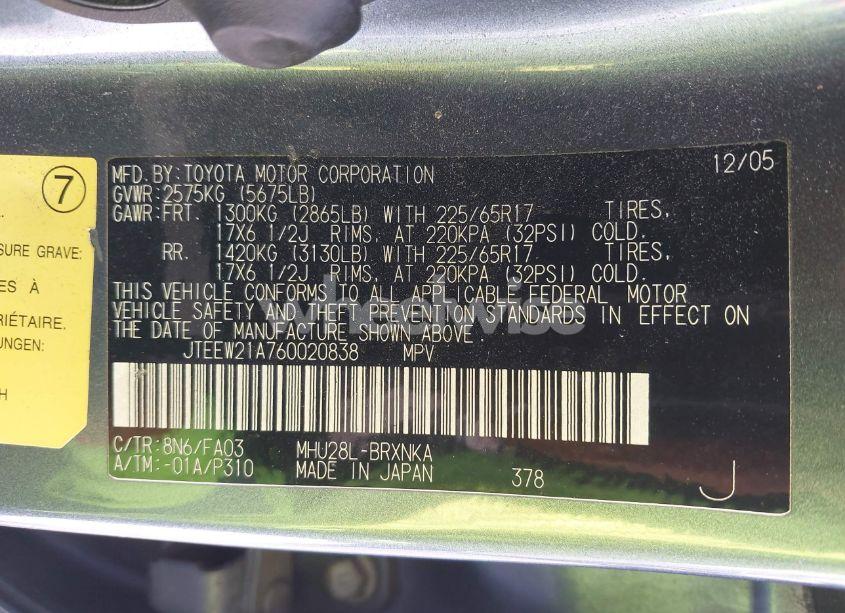 7
L.
SURE GRAVE:
ES À
RIÉTAIRE.
UNGEN:
H
MFD.BY:TOYOTA MOTOR CORPORATION 12/05
GVWR:2575KG (5675LB)
GAWR:FRT. 1300KG (2865LB) WITH 225/65R17 TIRES,
17X6 1/2J RIMS, AT 220KPA (32PSI) COLD.
RR. 1420KG (3130LB) WITH 225/65R17 TIRES,
17X6 1/2J RIMS, AT 220KPA (32PSI) COLD.
THIS VEHICLE CONFORMS TO ALL APPLICABLE FEDERAL MOTOR
VEHICLE SAFETY AND THEFT PREVENTION STANDARDS IN EFFECT ON
THE DATE OF MANUFACTURE SHOWN ABOVE.
wheelwise
JTEEW21A760020838 MPV
C/TR:8N6/FA03 MHU28L-BRXNKA
A/TM:-01A/P310 MADE IN JAPAN 378 J